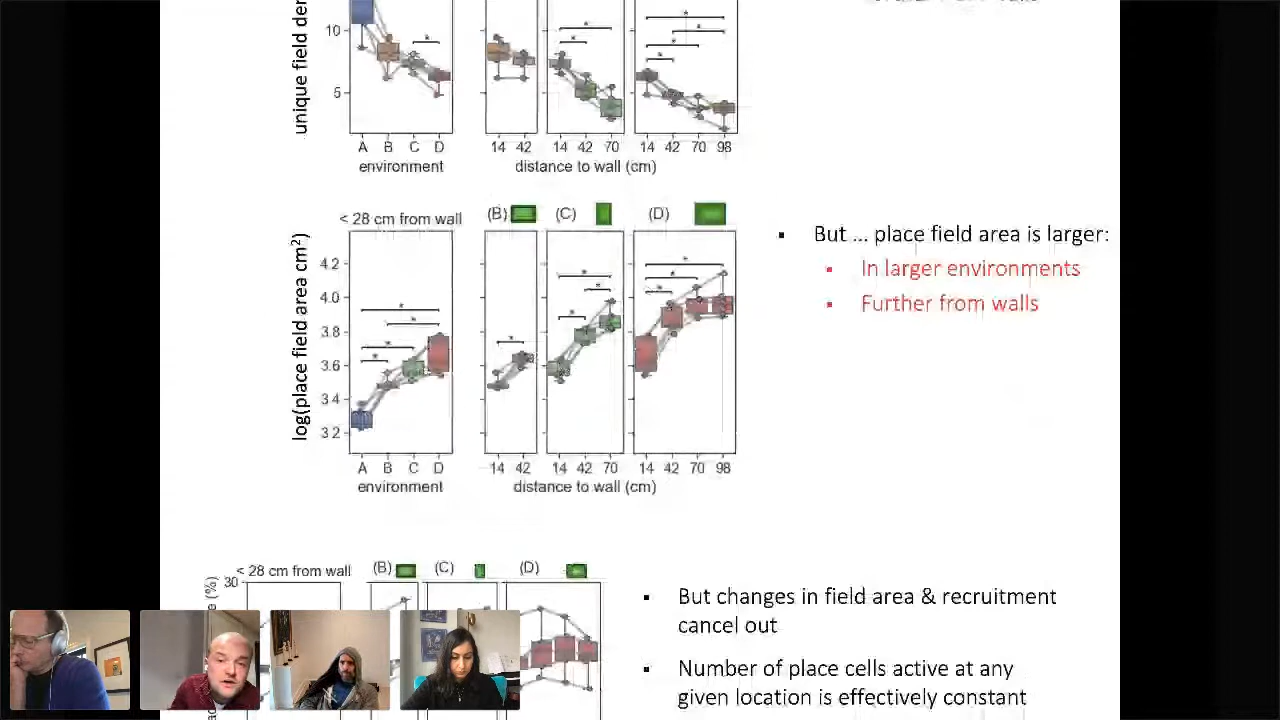 unique field den
10
5
*
*
*
*
*
*
*
A B C D
14 42
14 42 70
14 42 70 98
environment
distance to wall (cm)
< 28 cm from wall
(B)
(C)
(D)
log(place field area cm²)
4.2
4.0
3.8
3.6
3.4
3.2
*
*
*
*
*
*
*
*
*
*
*
A B C D
14 42
14 42 70
14 42 70 98
environment
distance to wall (cm)
▪ But ... place field area is larger:
▪ In larger environments
▪ Further from walls
< 28 cm from wall
(B)
(C)
(D)
30
(%)
▪ But changes in field area & recruitment
cancel out
▪ Number of place cells active at any
given location is effectively constant